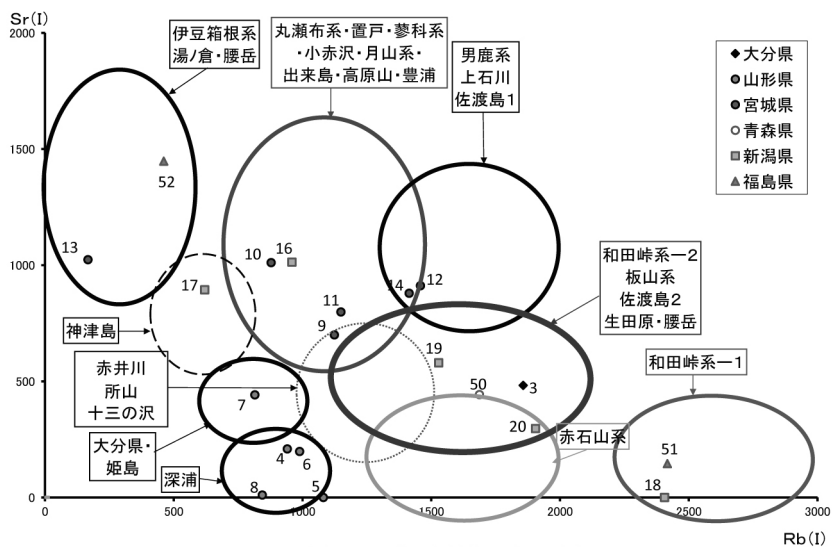 Sr(I)
2000
1500
1000
500
0
0
500
1000
1500
2000
2500
3000
Rb(I)
伊豆箱根系
湯ノ倉・腰岳
丸瀬布系・置戸・蓼科系
・小赤沢・月山系・
出来島・高原山・豊浦
男鹿系
上石川
佐渡島1
◆大分県
山形県
宮城県
青森県
新潟県
福島県
和田峠系ー2
板山系
佐渡島2
生田原・腰岳
和田峠系ー1
神津島
赤井川
所山
十三の沢
大分県・
姫島
深浦
赤石山系
52
13
17
10
16
14
12
11
9
19
50
3
20
7
4
6
8
5
51
18